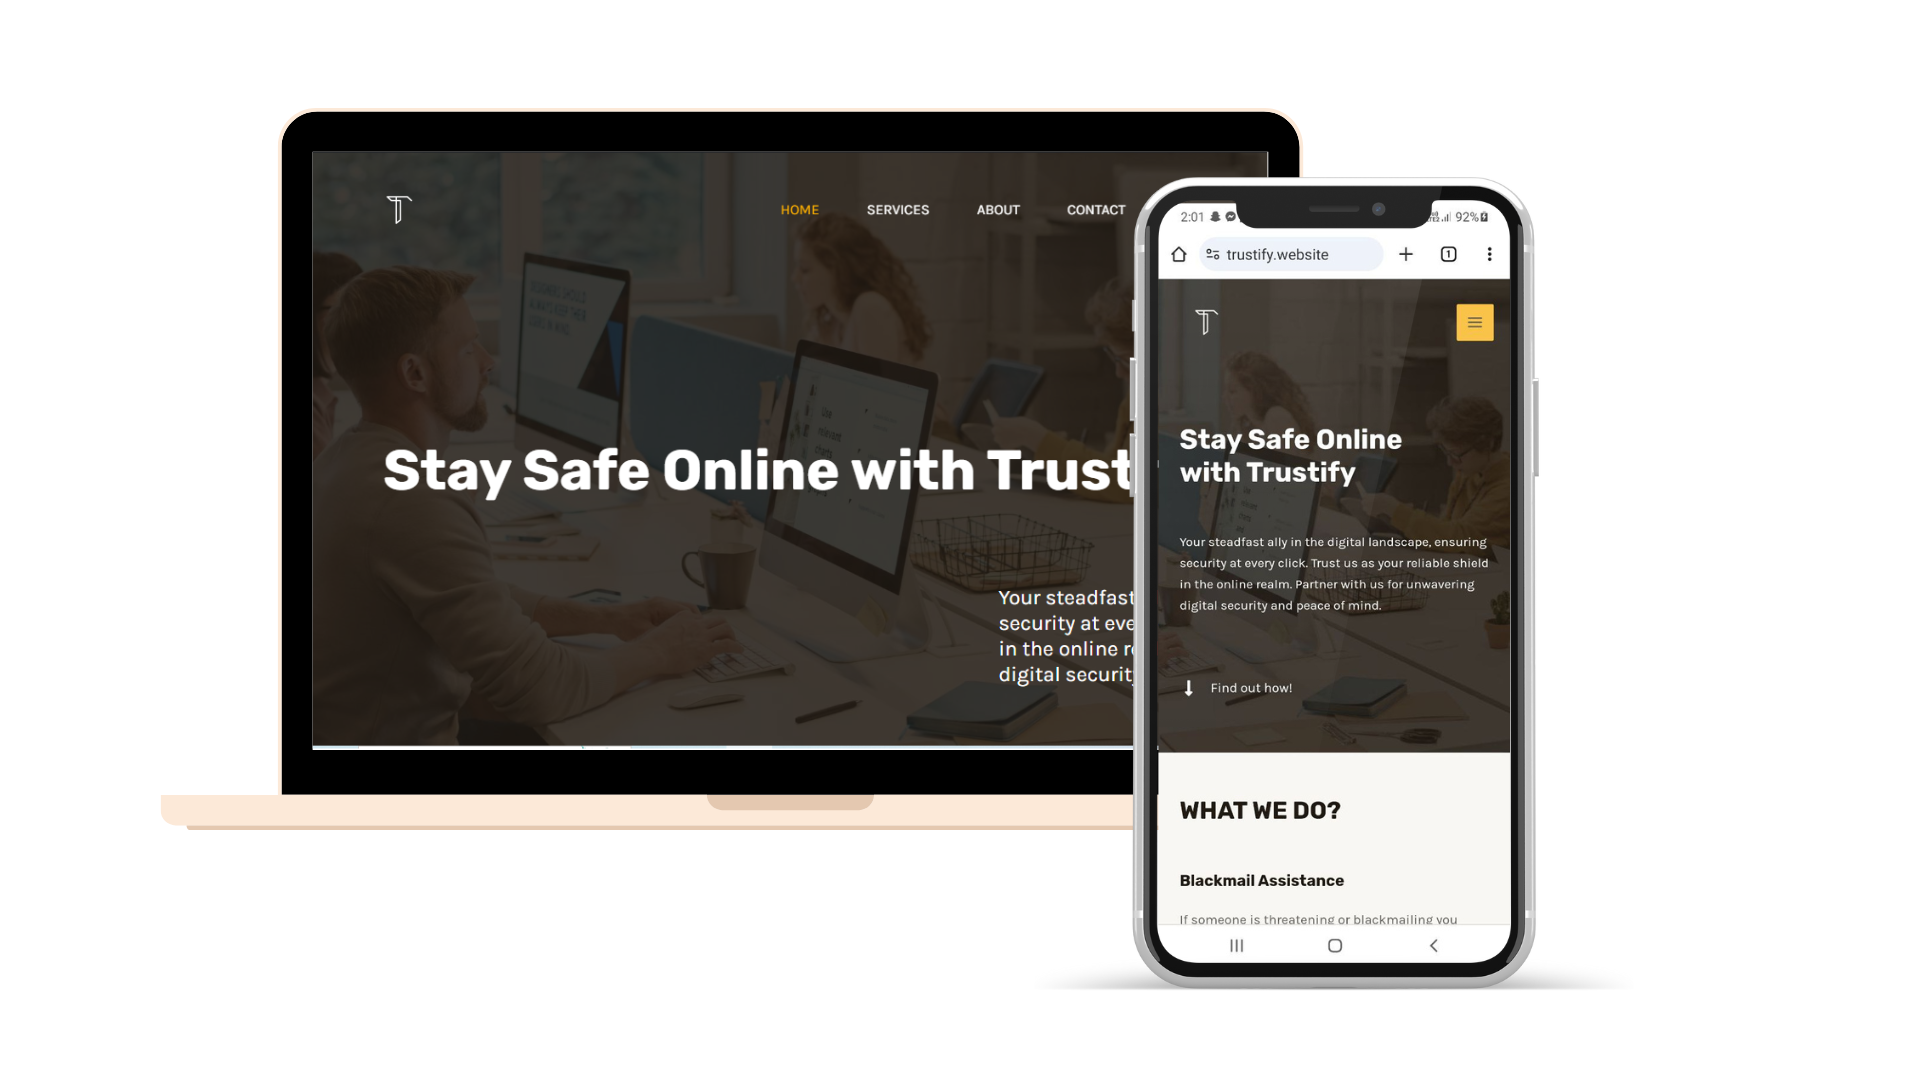 HOME SERVICES ABOUT CONTACT
Stay Safe Online with Trust
Your steadfast
security at eve
in the online r
digital security
2:01 92%
trustify.website 1
Stay Safe Online
with Trustify
Your steadfast ally in the digital landscape, ensuring
security at every click. Trust us as your reliable shield
in the online realm. Partner with us for unwavering
digital security and peace of mind.
Find out how!
WHAT WE DO?
Blackmail Assistance
If someone is threatening or blackmailing you